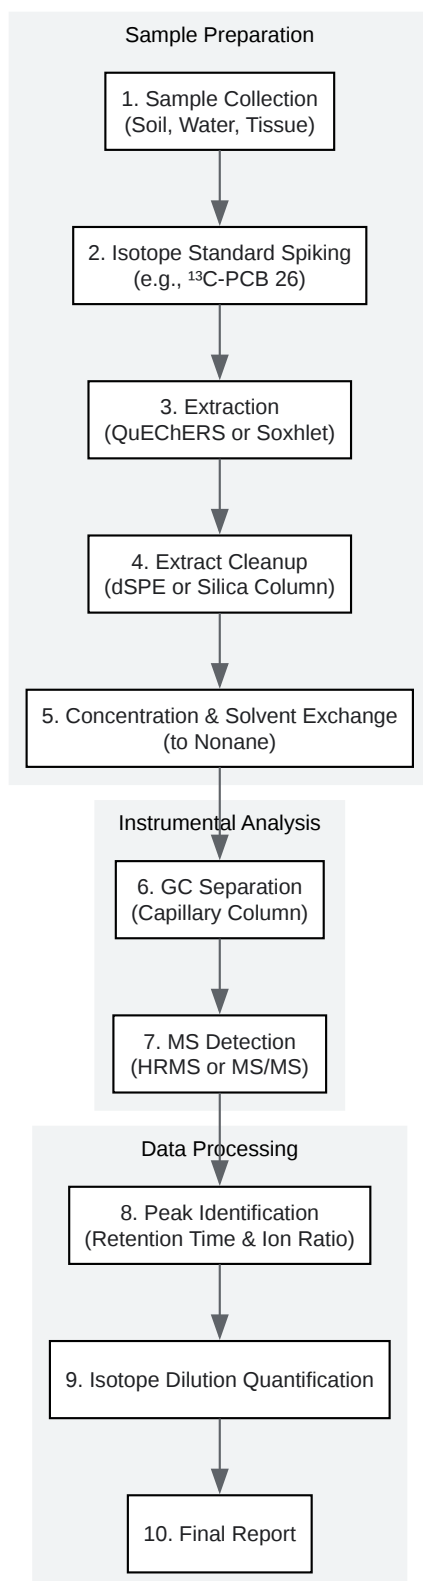 Sample Preparation
1. Sample Collection
(Soil, Water, Tissue)
2. Isotope Standard Spiking
(e.g., ¹³C-PCB 26)
3. Extraction
(QuEChERS or Soxhlet)
4. Extract Cleanup
(dSPE or Silica Column)
5. Concentration & Solvent Exchange
(to Nonane)
Instrumental Analysis
6. GC Separation
(Capillary Column)
7. MS Detection
(HRMS or MS/MS)
Data Processing
8. Peak Identification
(Retention Time & Ion Ratio)
9. Isotope Dilution Quantification
10. Final Report